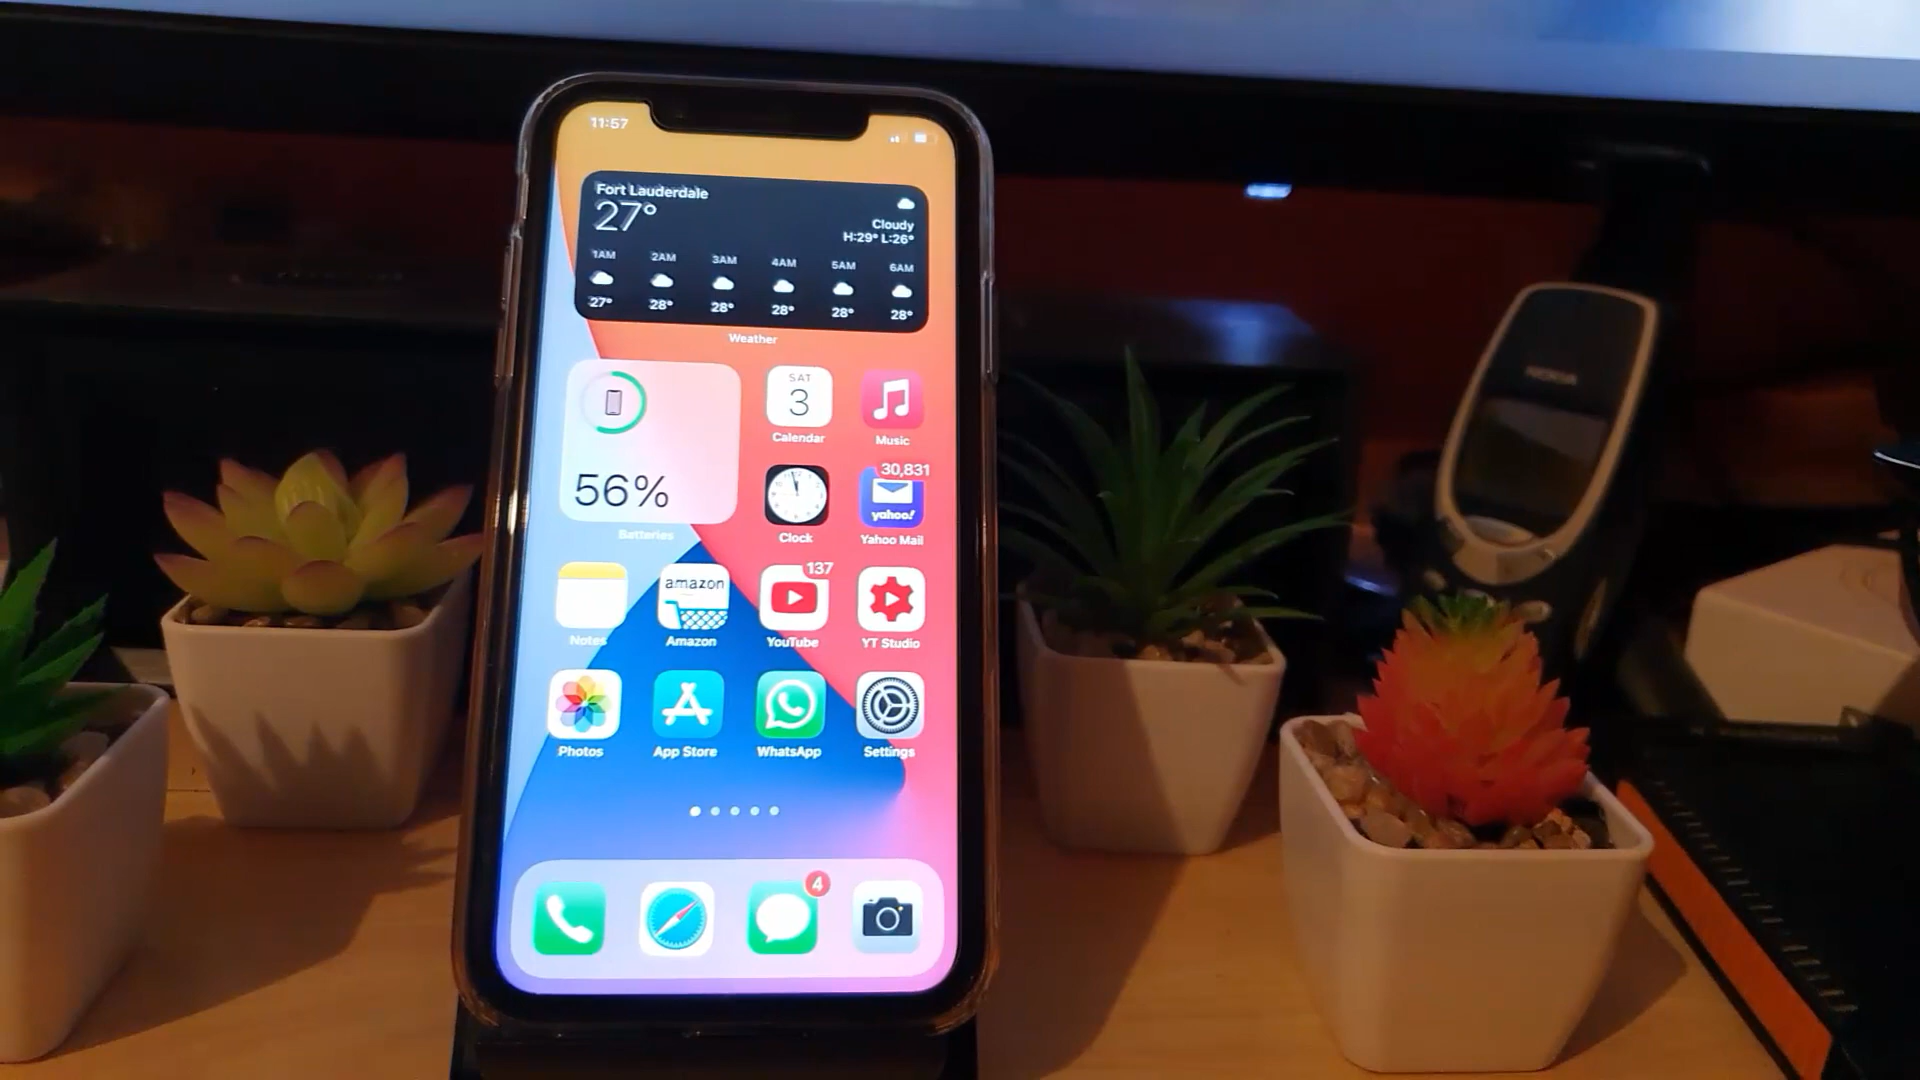 11:57
Fort Lauderdale
27°
Cloudy
H:29° L:26°
1AM 2AM 3AM 4AM 5AM 6AM
27° 28° 28° 28° 28° 28°
Weather
56%
Batteries
SAT
3
Calendar
Music
30,831
yahoo!
Clock
Yahoo Mail
amazon
137
Notes
Amazon
YouTube
YT Studio
Photos
App Store
WhatsApp
Settings
4
NOKIA